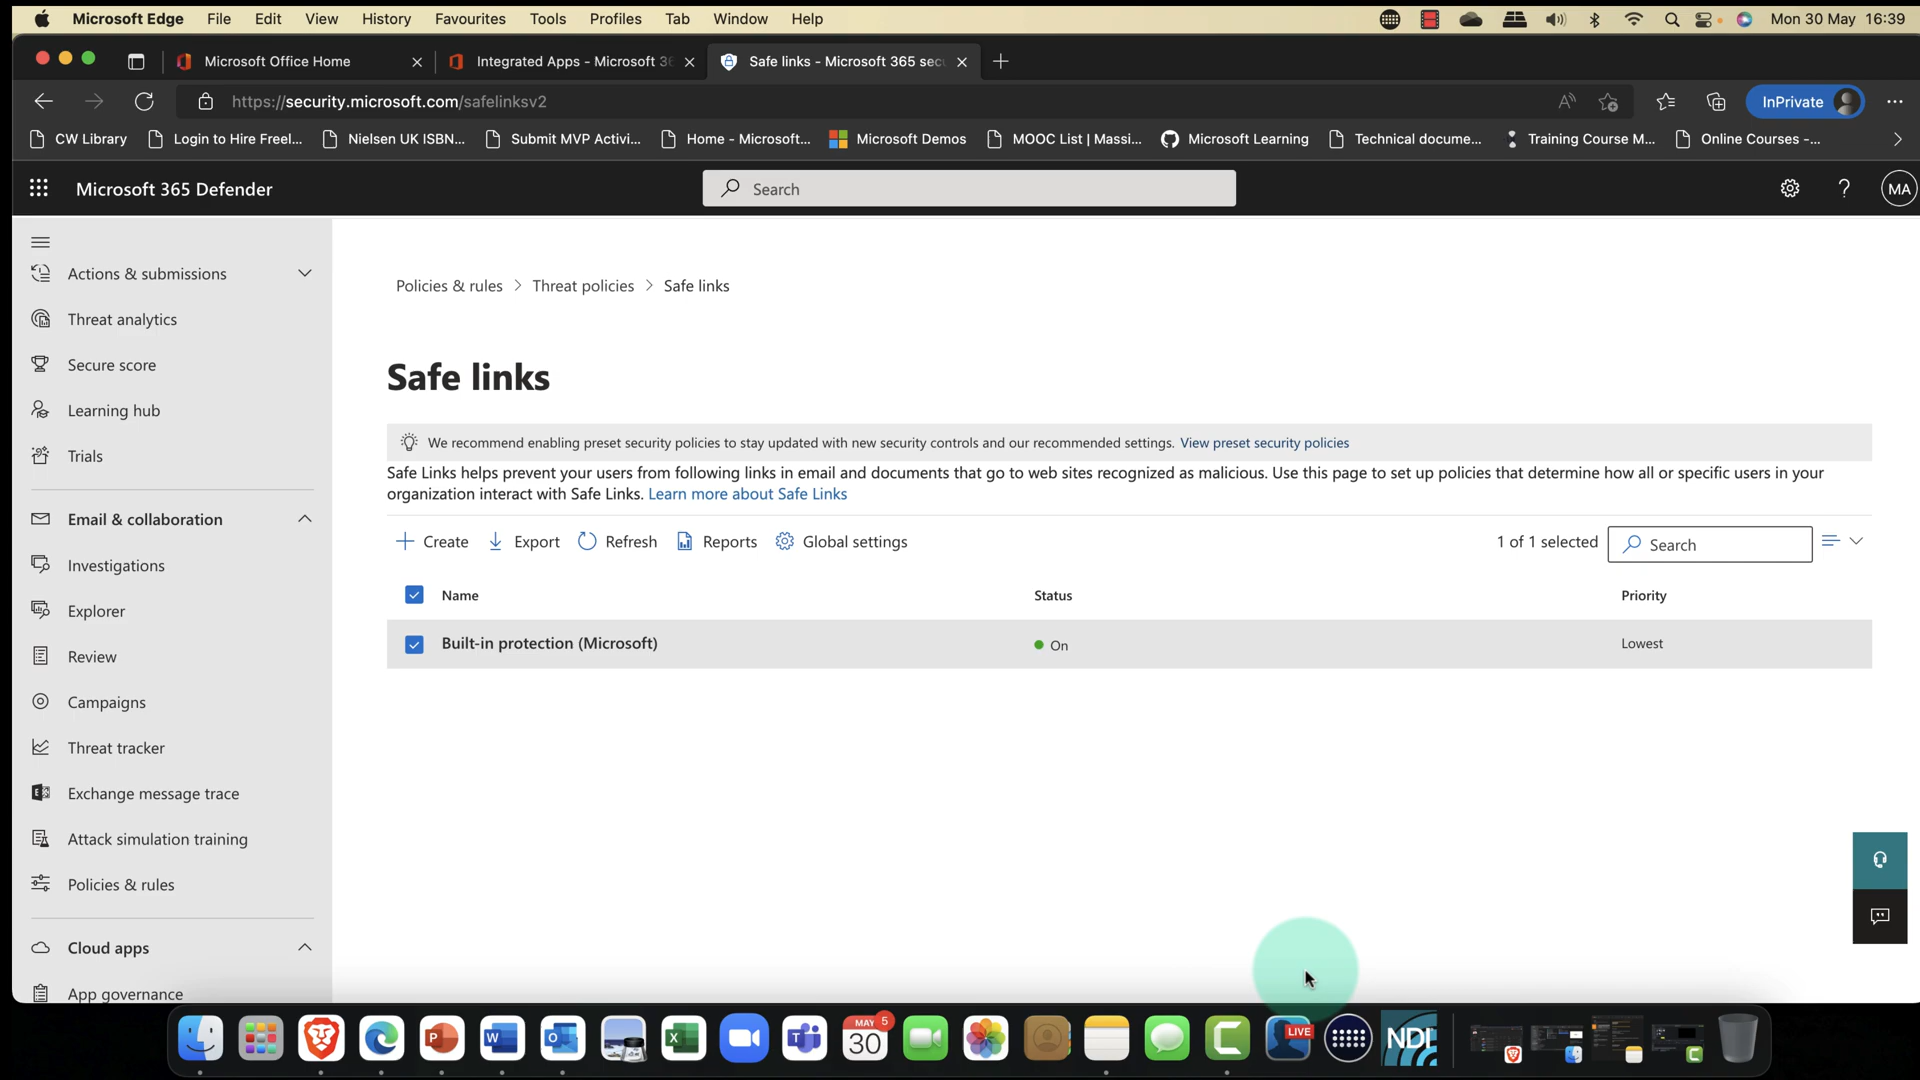 Microsoft Edge File Edit View History Favourites Tools Profiles Tab Window Help Mon 30 May 16:39
Microsoft Office Home Integrated Apps - Microsoft 36 Safe links - Microsoft 365 sec
https://security.microsoft.com/safelinksv2 InPrivate
CW Library Login to Hire Freel... Nielsen UK ISBN... Submit MVP Activi... Home - Microsoft... Microsoft Demos MOOC List | Massi... Microsoft Learning Technical docume... Training Course M... Online Courses -...
Microsoft 365 Defender Search ? MA
Actions & submissions
Threat analytics
Secure score
Learning hub
Trials
Email & collaboration
Investigations
Explorer
Review
Campaigns
Threat tracker
Exchange message trace
Attack simulation training
Policies & rules
Cloud apps
App governance
Policies & rules > Threat policies > Safe links
Safe links
We recommend enabling preset security policies to stay updated with new security controls and our recommended settings. View preset security policies
Safe Links helps prevent your users from following links in email and documents that go to web sites recognized as malicious. Use this page to set up policies that determine how all or specific users in your
organization interact with Safe Links. Learn more about Safe Links
Create Export Refresh Reports Global settings 1 of 1 selected Search
Name Status Priority
Built-in protection (Microsoft) On Lowest
MAY 5
30
LIVE
NDI